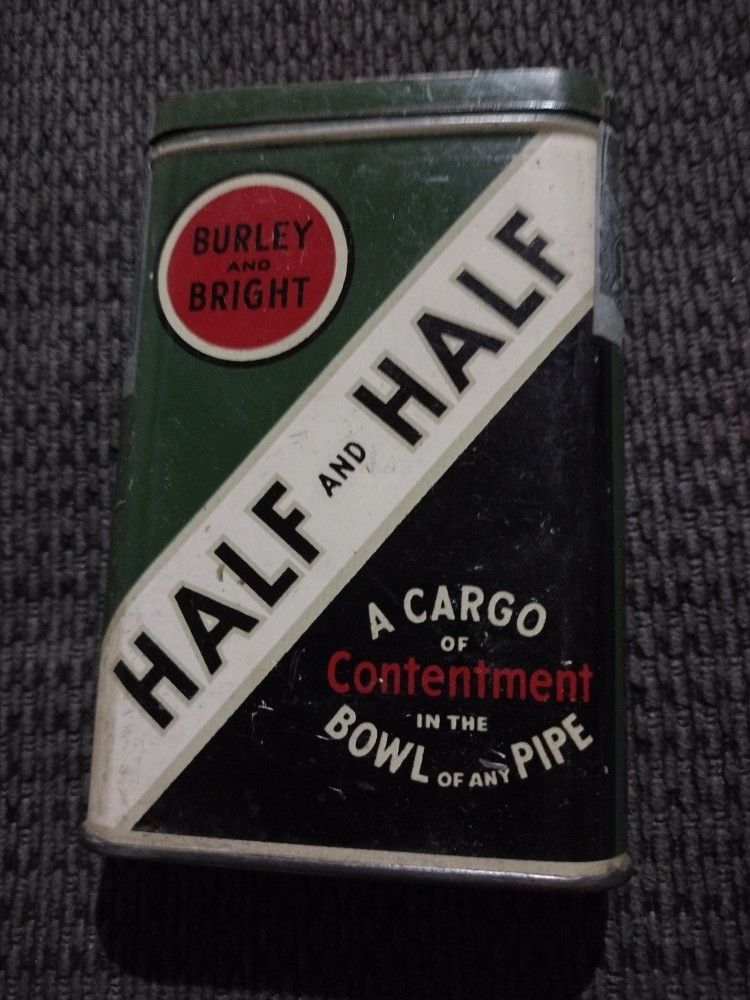 BURLEY
AND
BRIGHT
HALF AND HALF
A CARGO
OF
Contentment
IN THE
BOWL OF ANY PIPE